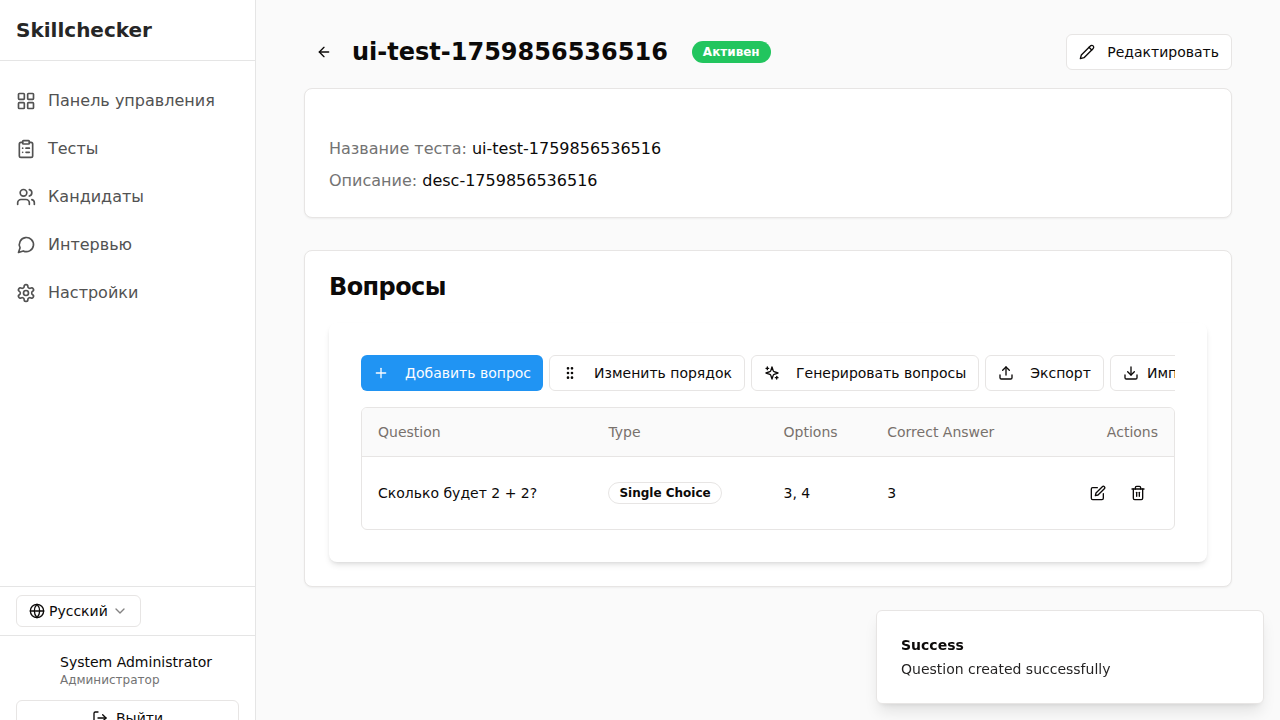 Skillchecker
Панель управления
Тесты
Кандидаты
Интервью
Настройки
Русский
System Administrator
Администратор
Выйти
ui-test-1759856536516
Активен
Редактировать
Название теста: ui-test-1759856536516
Описание: desc-1759856536516
Вопросы
Добавить вопрос
Изменить порядок
Генерировать вопросы
Экспорт
Имп
Question Type Options Correct Answer Actions
Сколько будет 2 + 2? Single Choice 3, 4 3
Success
Question created successfully